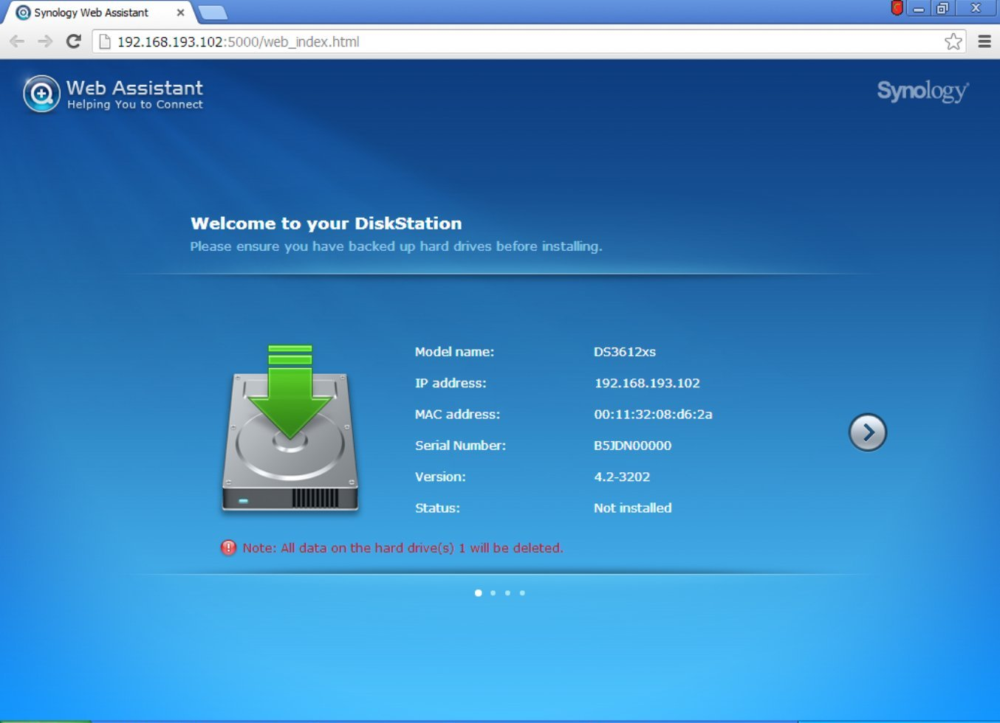 Synology Web Assistant
192.168.193.102:5000/web_index.html
Web Assistant
Helping You to Connect
Synology
Welcome to your DiskStation
Please ensure you have backed up hard drives before installing.
Model name: DS3612xs
IP address: 192.168.193.102
MAC address: 00:11:32:08:d6:2a
Serial Number: B5JDN00000
Version: 4.2-3202
Status: Not installed
Note: All data on the hard drive(s) 1 will be deleted.